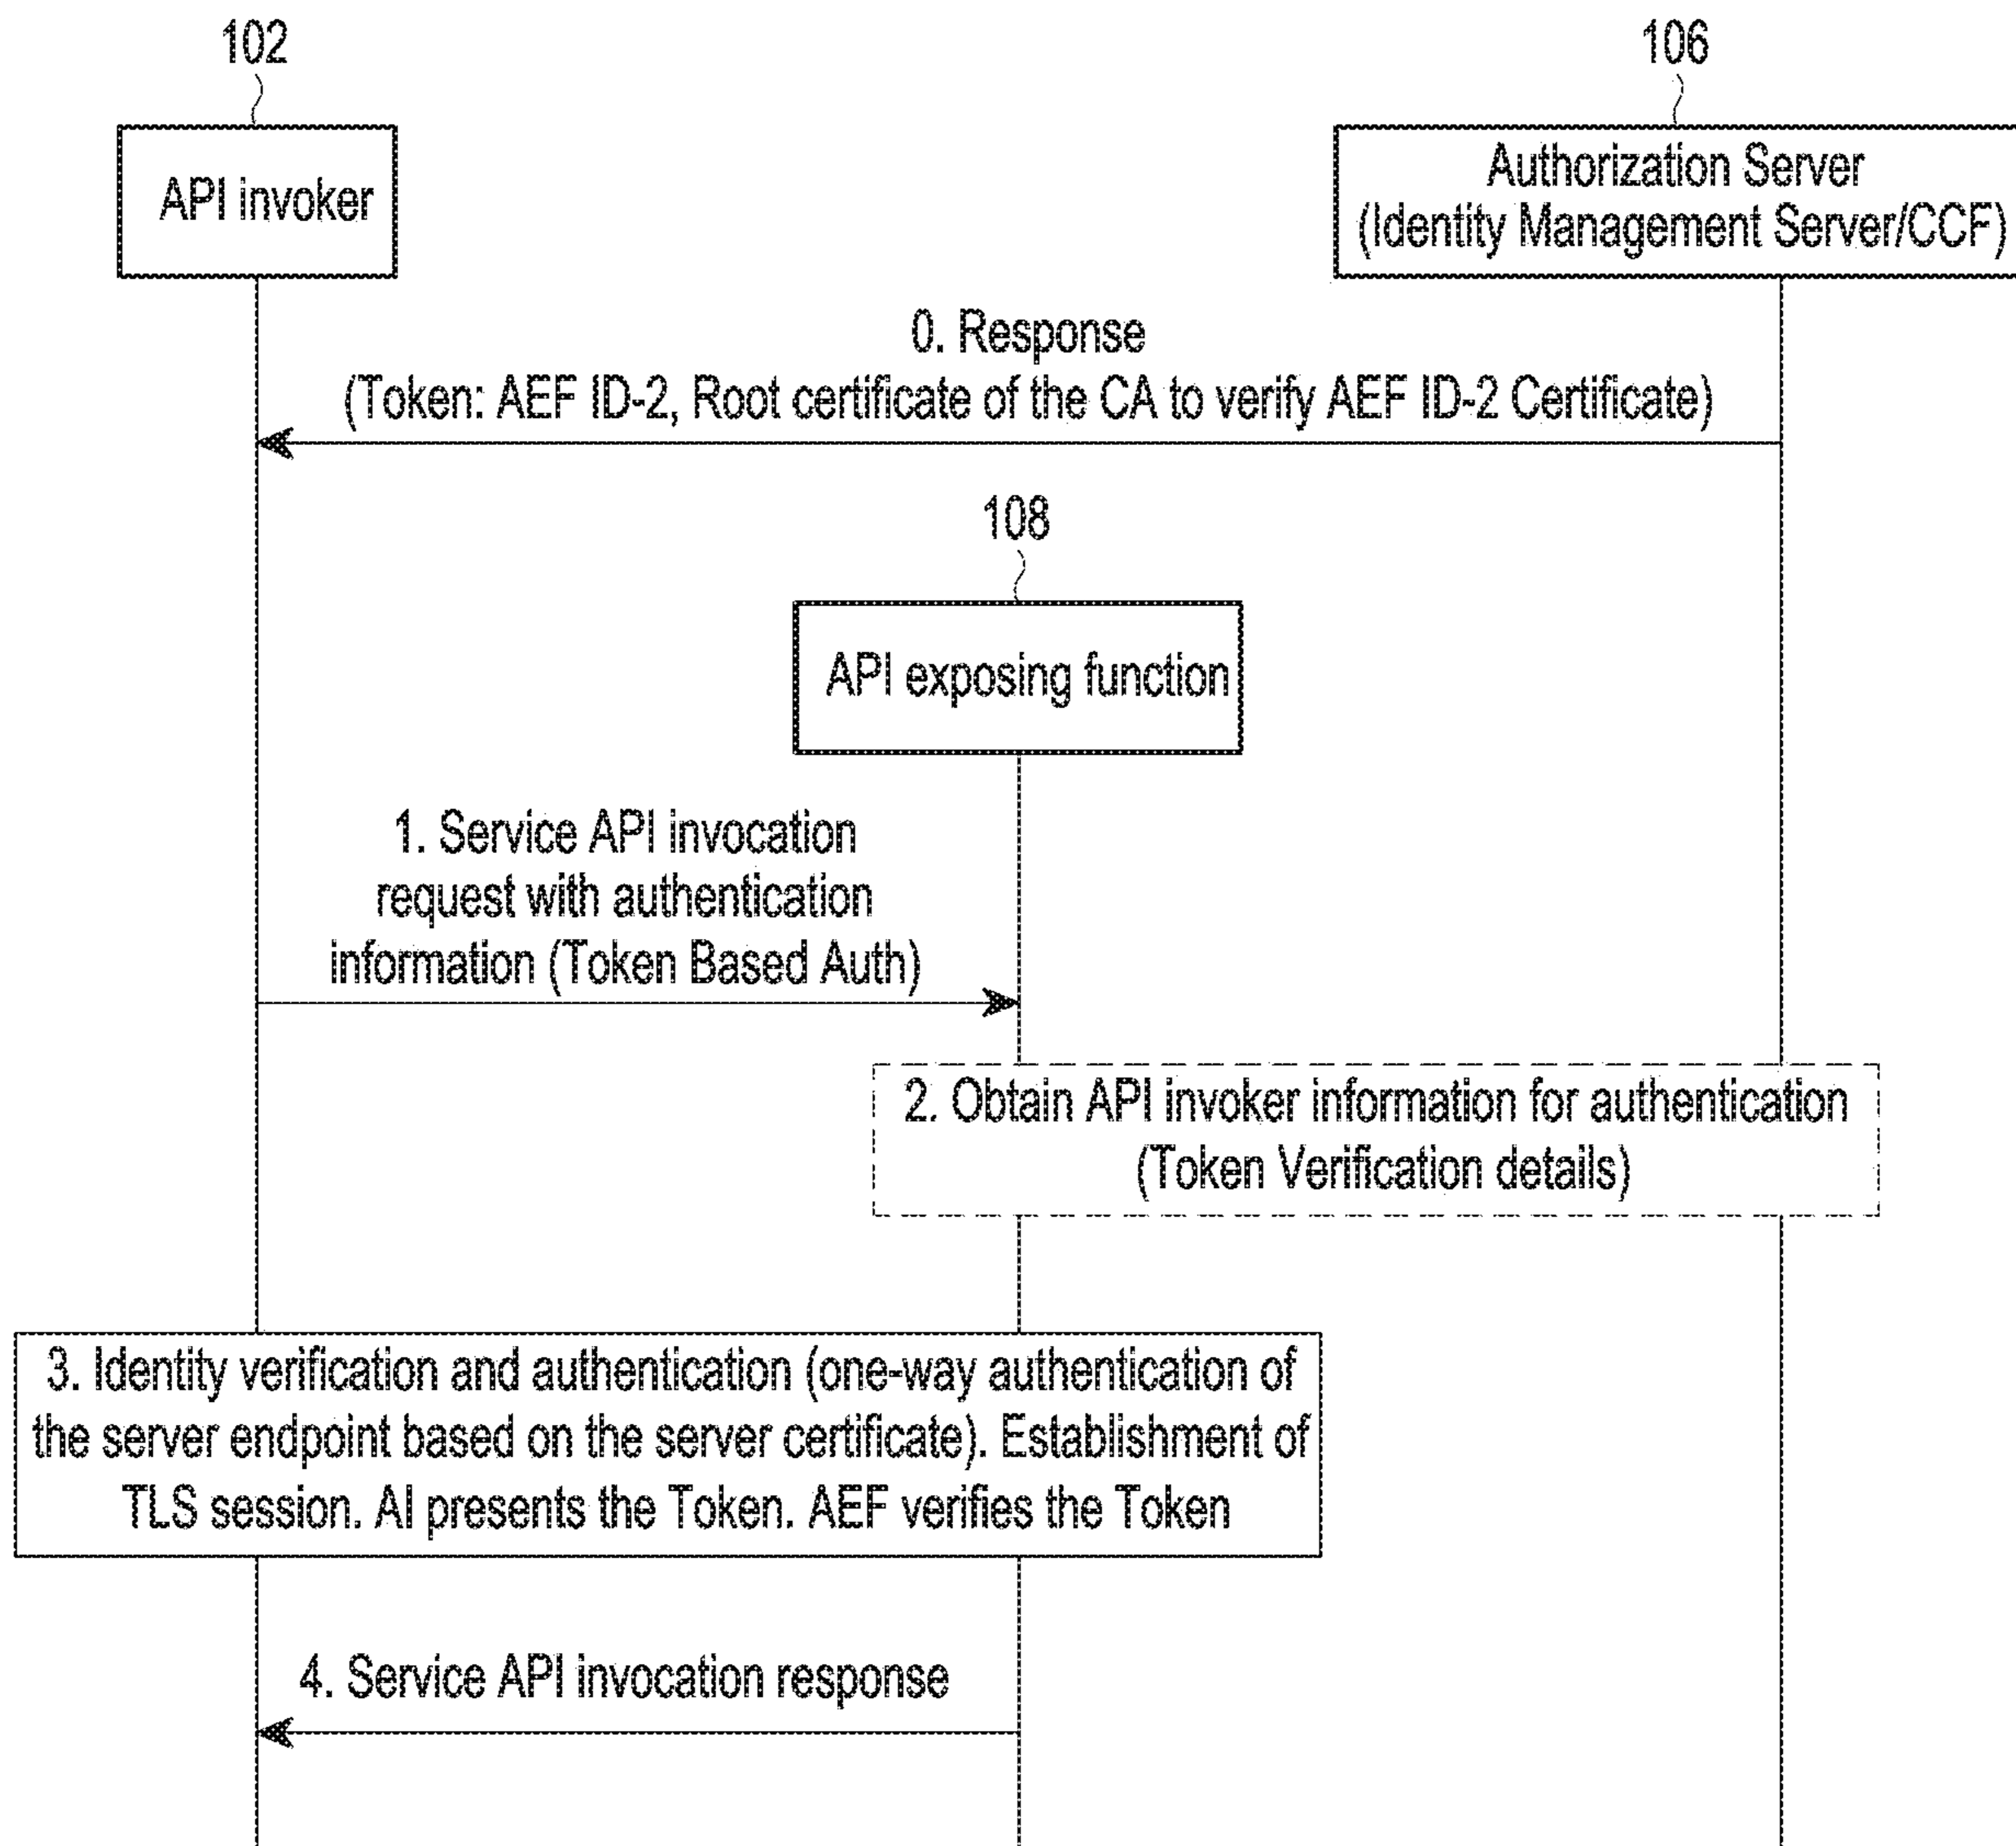 102
106
API invoker
Authorization Server
(Identity Management Server/CCF)
0. Response
(Token: AEF ID-2, Root certificate of the CA to verify AEF ID-2 Certificate)
108
API exposing function
1. Service API invocation
request with authentication
information (Token Based Auth)
2. Obtain API invoker information for authentication
(Token Verification details)
3. Identity verification and authentication (one-way authentication of
the server endpoint based on the server certificate). Establishment of
TLS session. AI presents the Token. AEF verifies the Token
4. Service API invocation response